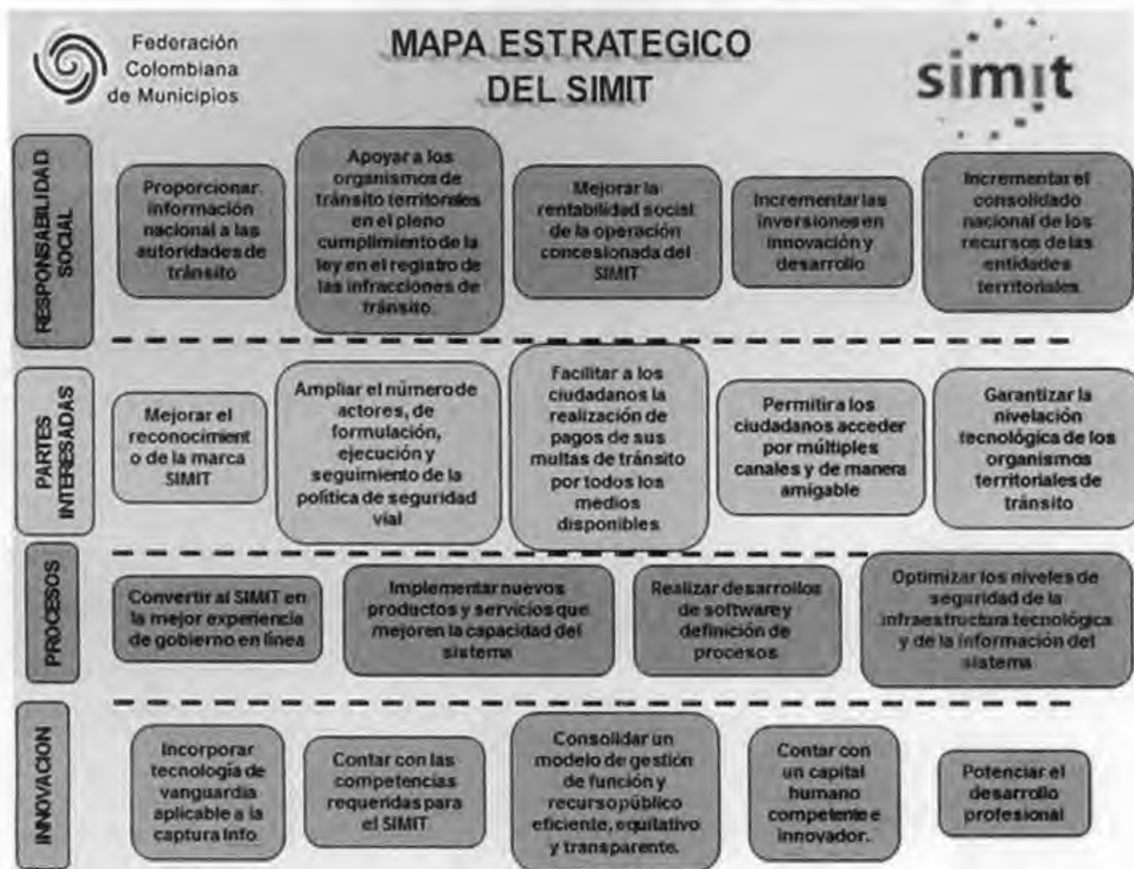 Federación
Colombiana
de Municipios
MAPA ESTRATEGICO
DEL SIMIT
simit
RESPONSABILIDAD
SOCIAL
Proporcionar
información
nacional a las
autoridades de
tránsito
Apoyar a los
organismos de
tránsito territoriales
en el pleno
cumplimiento de la
ley en el registro de
las infracciones de
tránsito.
Mejorar la
rentabilidad social
de la operación
concesionada del
SIMIT
Incrementar las
inversiones en
innovación y
desarrollo
Incrementar el
consolidado
nacional de los
recursos de las
entidades
territoriales
PARTES
INTERESADAS
Mejorar el
reconocimient
o de la marca
SIMIT
Ampliar el número de
actores, de
formulación,
ejecución y
seguimiento de la
política de seguridad
vial
Facilitar a los
ciudadanos la
realización de
pagos de sus
multas de tránsito
por todos los
medios
disponibles
Permitir a los
ciudadanos acceder
por múltiples
canales y de manera
amigable
Garantizar la
nivelación
tecnológica de los
organismos
territoriales de
tránsito
PROCESOS
Convertir al SIMIT en
la mejor experiencia
de gobierno en línea
Implementar nuevos
productos y servicios que
mejoren la capacidad del
sistema
Realizar desarrollos
de software y
definición de
procesos
Optimizar los niveles de
seguridad de la
infraestructura tecnológica
y de la información del
sistema
INNOVACION
Incorporar
tecnología de
vanguardia
aplicable a la
captura Info.
Contar con las
competencias
requeridas para
el SIMIT
Consolidar un
modelo de gestión
de función y
recurso público
eficiente, equitativo
y transparente.
Contar con
un capital
humano
competente e
innovador.
Potenciar el
desarrollo
profesional